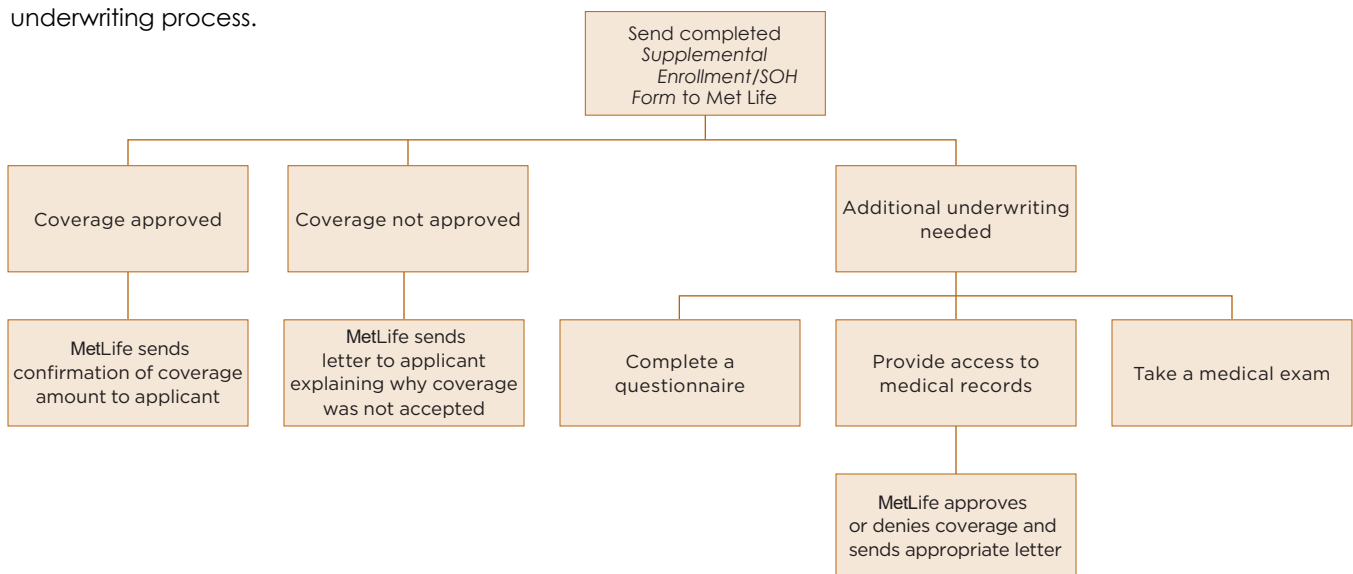 underwriting process.
Send completed
Supplemental
Enrollment/SOH
Form to Met Life
Coverage approved
Coverage not approved
Additional underwriting
needed
MetLife sends
confirmation of coverage
amount to applicant
MetLife sends
letter to applicant
explaining why coverage
was not accepted
Complete a
questionnaire
Provide access to
medical records
Take a medical exam
MetLife approves
or denies coverage and
sends appropriate letter